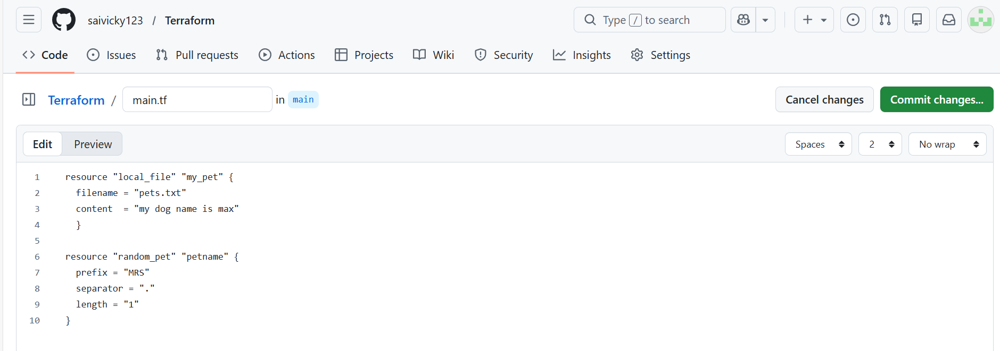 saivicky123 / Terraform
Type / to search
Code Issues Pull requests Actions Projects Wiki Security Insights Settings
Terraform / main.tf in main
Cancel changes Commit changes...
Edit Preview
Spaces 2 No wrap
1 resource "local_file" "my_pet" {
2   filename = "pets.txt"
3   content  = "my dog name is max"
4   }
5
6 resource "random_pet" "petname" {
7   prefix = "MRS"
8   separator = "."
9   length = "1"
10 }